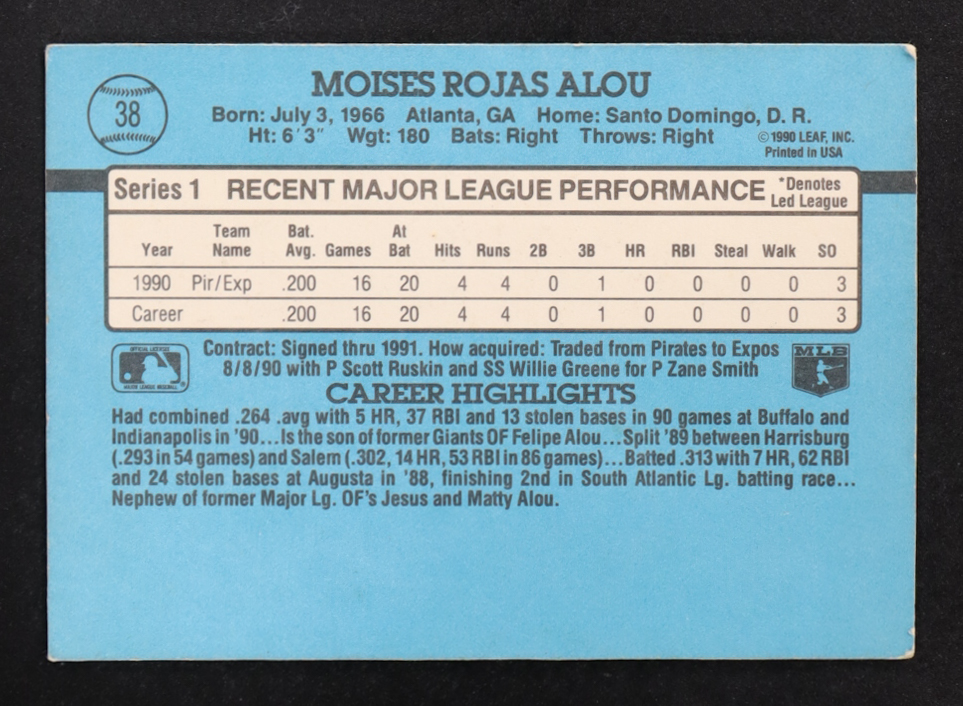 38
MOISES ROJAS ALOU
Born: July 3, 1966 Atlanta, GA Home: Santo Domingo, D. R.
Ht: 6'3" Wgt: 180 Bats: Right Throws: Right
©1990 LEAF, INC.
Printed in USA
Series 1 RECENT MAJOR LEAGUE PERFORMANCE *Denotes Led League
Year Team Name Bat. Avg. Games At Bat Hits Runs 2B 3B HR RBI Steal Walk SO
1990 Pir/Exp .200 16 20 4 4 0 1 0 0 0 0 3
Career .200 16 20 4 4 0 1 0 0 0 0 3
OFFICIAL LICENSEE
MAJOR LEAGUE BASEBALL
Contract: Signed thru 1991. How acquired: Traded from Pirates to Expos
8/8/90 with P Scott Ruskin and SS Willie Greene for P Zane Smith
MLB
CAREER HIGHLIGHTS
Had combined .264 .avg with 5 HR, 37 RBI and 13 stolen bases in 90 games at Buffalo and
Indianapolis in '90...Is the son of former Giants OF Felipe Alou...Split '89 between Harrisburg
(.293 in 54 games) and Salem (.302, 14 HR, 53 RBI in 86 games)...Batted .313 with 7 HR, 62 RBI
and 24 stolen bases at Augusta in '88, finishing 2nd in South Atlantic Lg. batting race...
Nephew of former Major Lg. OF's Jesus and Matty Alou.